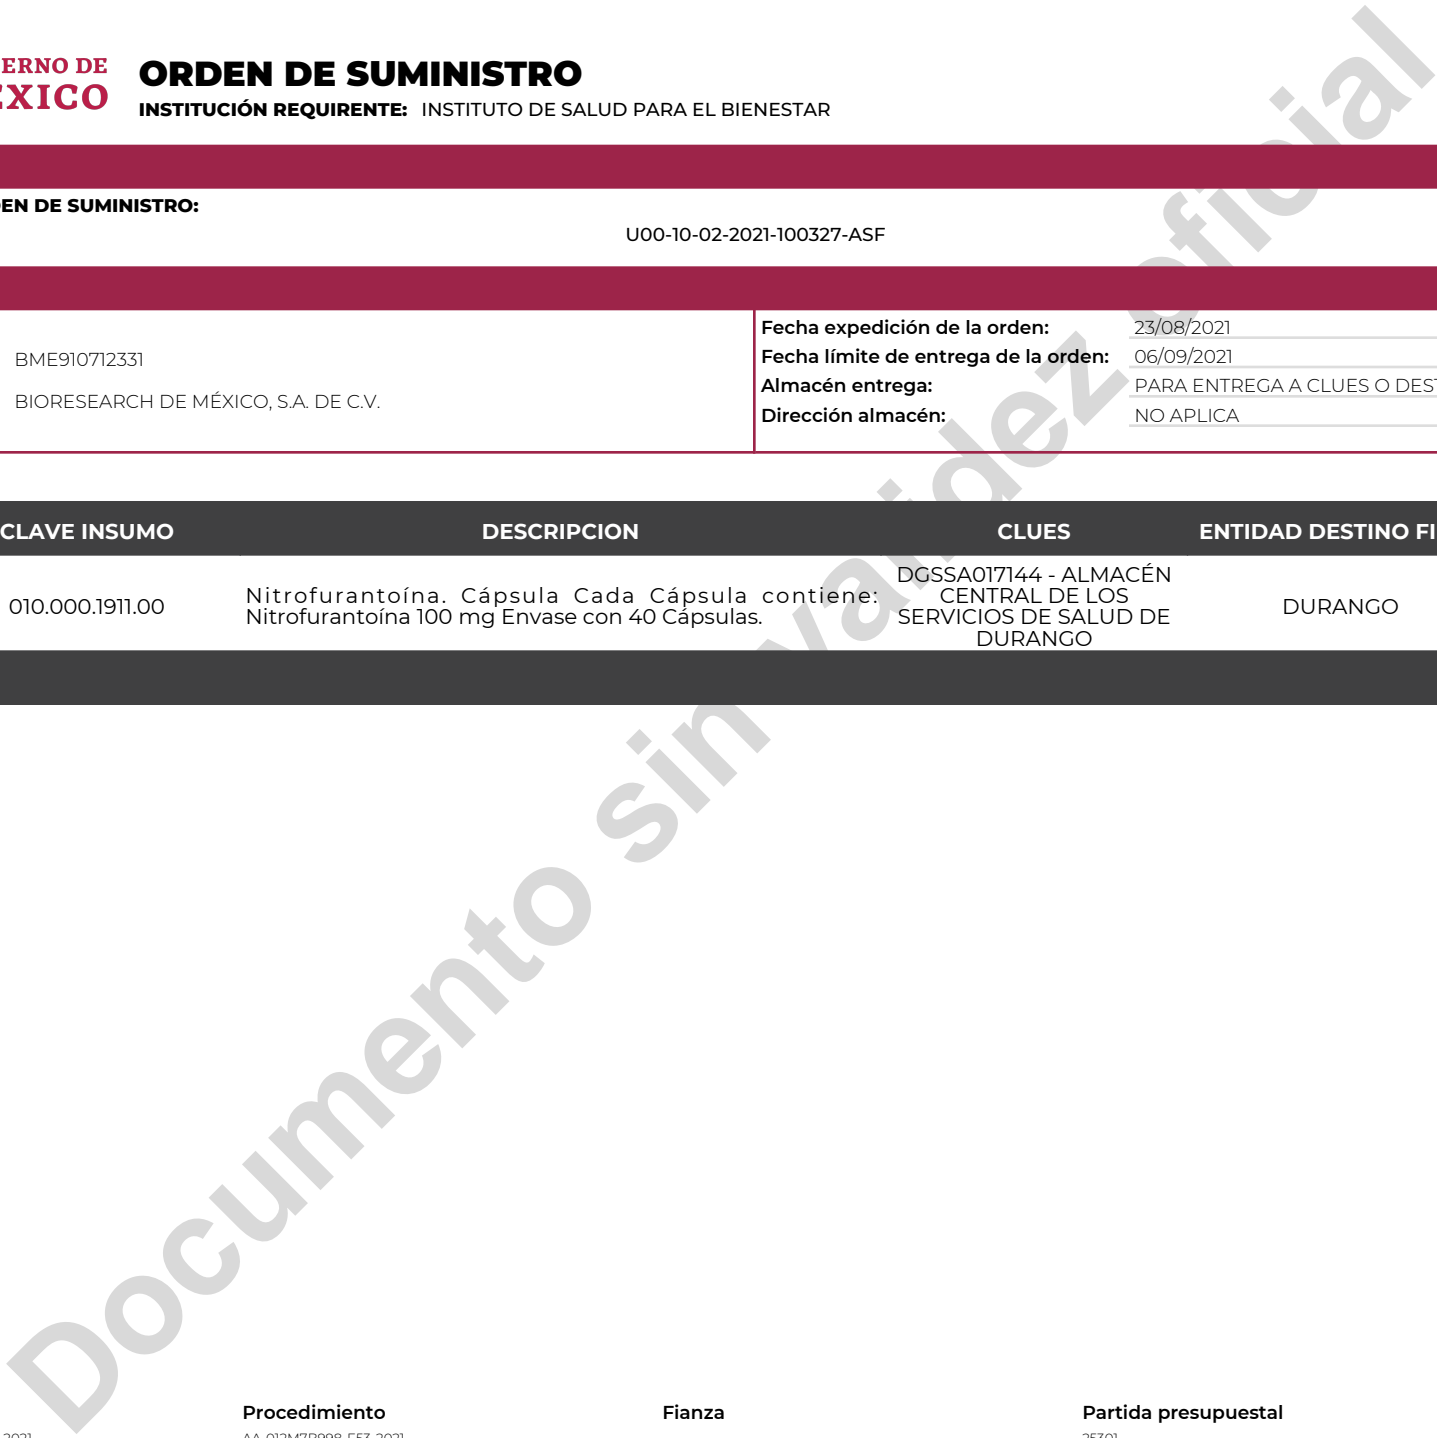 ERNO DE
EXICO
ORDEN DE SUMINISTRO
INSTITUCIÓN REQUIRENTE: INSTITUTO DE SALUD PARA EL BIENESTAR
EN DE SUMINISTRO:
U00-10-02-2021-100327-ASF
BME910712331
BIORESEARCH DE MÉXICO, S.A. DE C.V.
Fecha expedición de la orden: 23/08/2021
Fecha límite de entrega de la orden: 06/09/2021
Almacén entrega: PARA ENTREGA A CLUES O DEST
Dirección almacén: NO APLICA
CLAVE INSUMO DESCRIPCION CLUES ENTIDAD DESTINO FI
010.000.1911.00
Nitrofurantoína. Cápsula Cada Cápsula contiene:
Nitrofurantoína 100 mg Envase con 40 Cápsulas.
DGSSA017144 - ALMACÉN
CENTRAL DE LOS
SERVICIOS DE SALUD DE
DURANGO
DURANGO
Documento sin validez oficial
Procedimiento Fianza Partida presupuestal